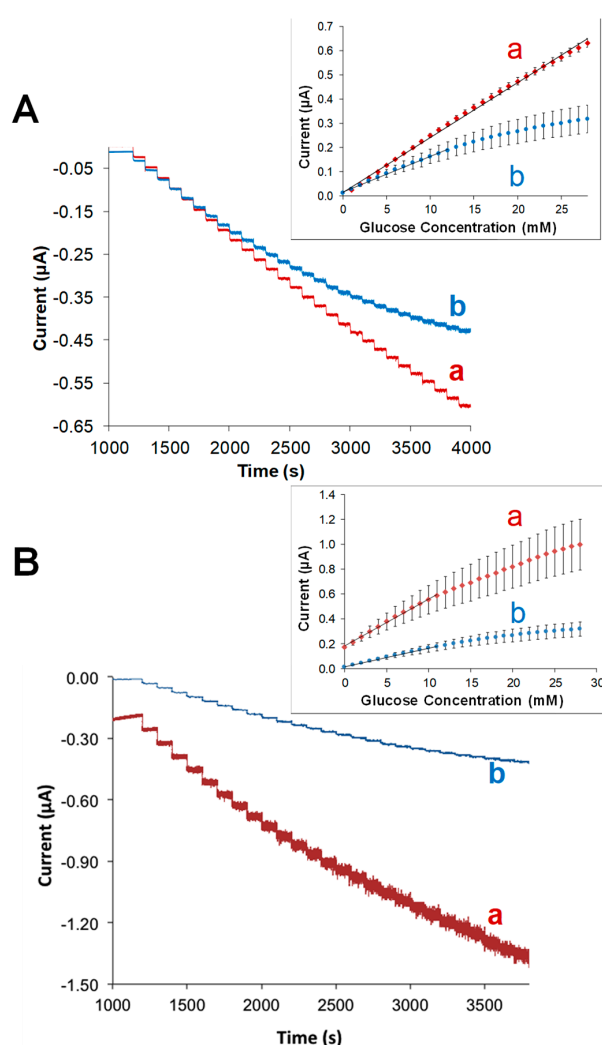 A
0.7
0.6
0.5
0.4
0.3
0.2
0.1
0.0
Current (µA)
a
b
0 5 10 15 20 25
Glucose Concentration (mM)
-0.05
-0.15
-0.25
-0.35
-0.45
-0.55
-0.65
Current (µA)
b
a
1000 1500 2000 2500 3000 3500 4000
Time (s)
B
1.4
1.2
1.0
0.8
0.6
0.4
0.2
0.0
Current (µA)
a
b
0 5 10 15 20 25 30
Glucose Concentration (mM)
0.00
-0.30
-0.60
-0.90
-1.20
-1.50
Current (µA)
b
a
1000 1500 2000 2500 3000 3500
Time (s)